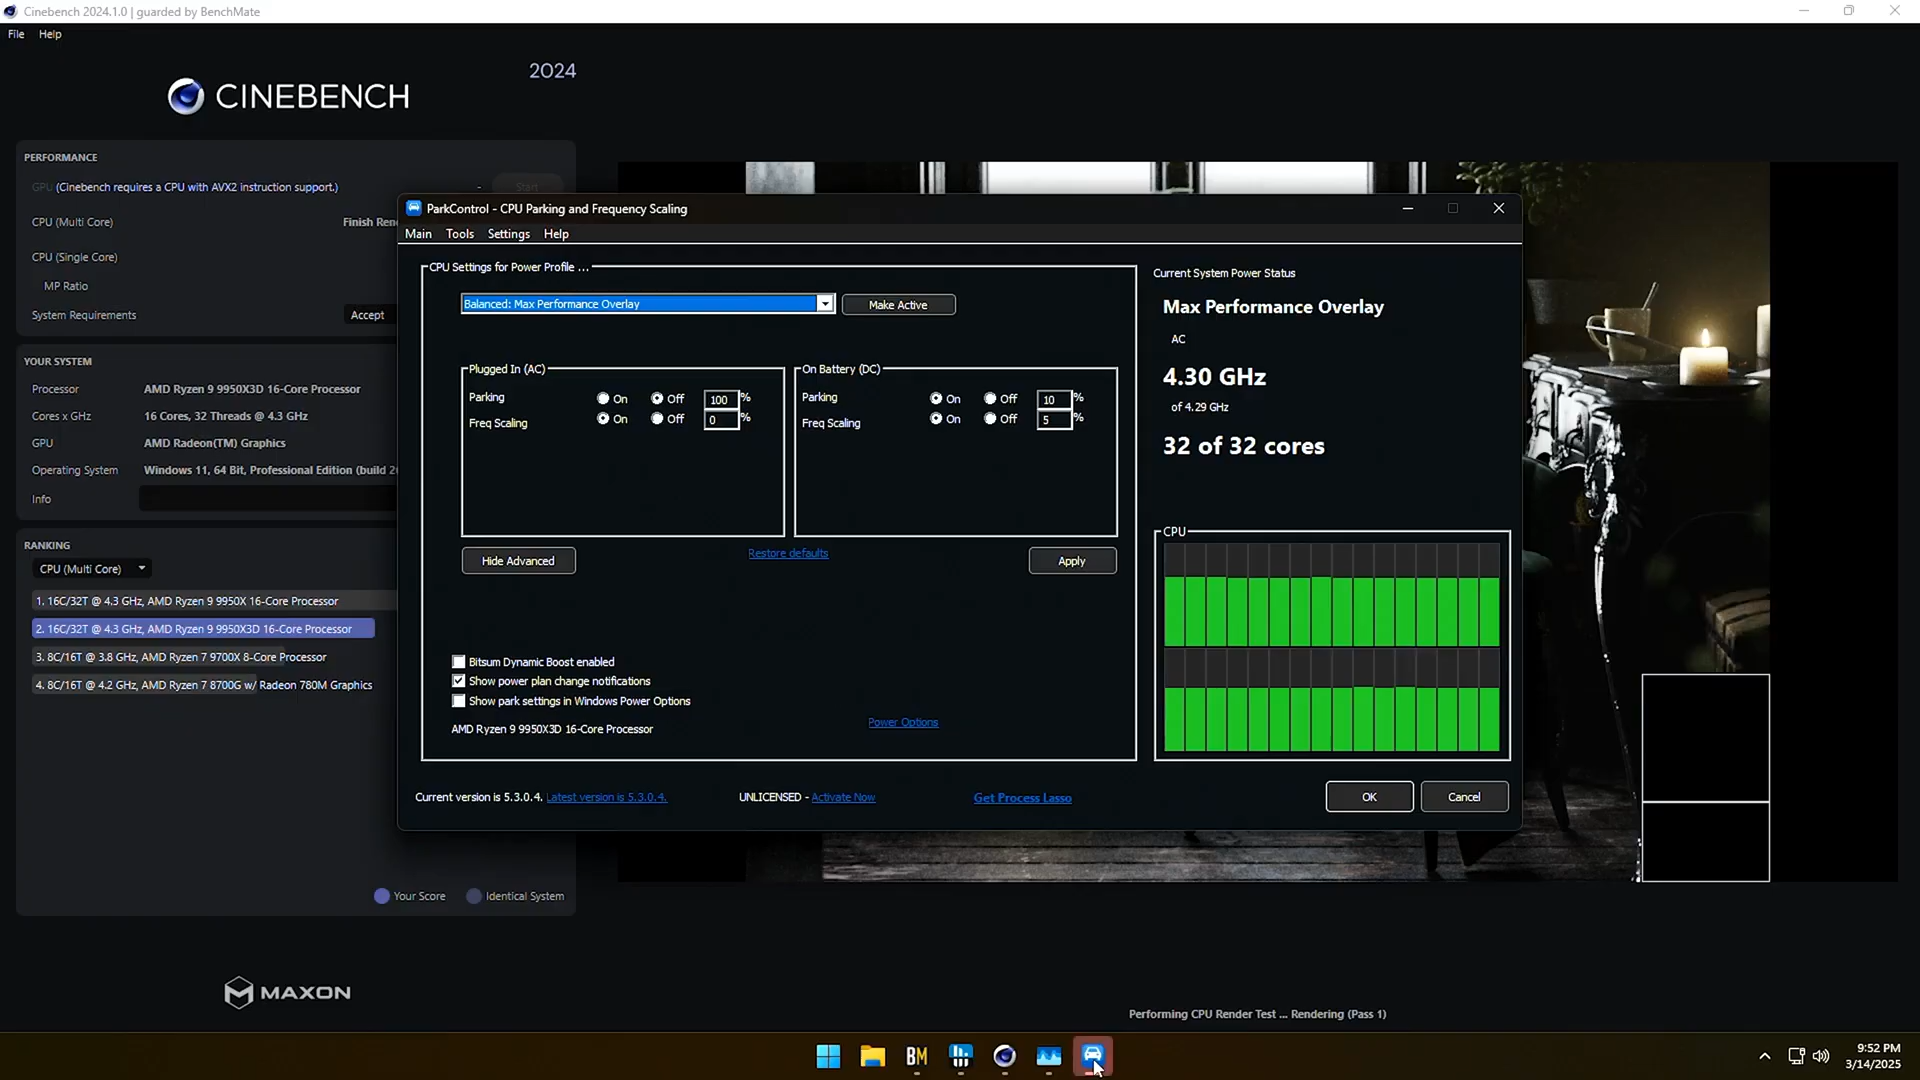 Cinebench 2024.1.0 | guarded by BenchMate
File Help
2024
CINEBENCH
PERFORMANCE
GPU (Cinebench requires a CPU with AVX2 instruction support.)
- Start
CPU (Multi Core)
CPU (Single Core)
MP Ratio
System Requirements Accept
YOUR SYSTEM
Processor AMD Ryzen 9 9950X3D 16-Core Processor
Cores x GHz 16 Cores, 32 Threads @ 4.3 GHz
GPU AMD Radeon(TM) Graphics
Operating System Windows 11, 64 Bit, Professional Edition (build 2
Info
RANKING
CPU (Multi Core)
1. 16C/32T @ 4.3 GHz, AMD Ryzen 9 9950X 16-Core Processor
2. 16C/32T @ 4.3 GHz, AMD Ryzen 9 9950X3D 16-Core Processor
3. 8C/16T @ 3.8 GHz, AMD Ryzen 7 9700X 8-Core Processor
4. 8C/16T @ 4.2 GHz, AMD Ryzen 7 8700G w/ Radeon 780M Graphics
Your Score Identical System
MAXON
ParkControl - CPU Parking and Frequency Scaling
Main Tools Settings Help
CPU Settings for Power Profile ...
Balanced: Max Performance Overlay
Make Active
Plugged In (AC)
Parking On Off 100 %
Freq Scaling On Off 0 %
On Battery (DC)
Parking On Off 10 %
Freq Scaling On Off 5 %
Hide Advanced
Restore defaults
Apply
Bitsum Dynamic Boost enabled
Show power plan change notifications
Show park settings in Windows Power Options
AMD Ryzen 9 9950X3D 16-Core Processor
Power Options
Current System Power Status
Max Performance Overlay
AC
4.30 GHz
of 4.29 GHz
32 of 32 cores
CPU
Current version is 5.3.0.4. Latest version is 5.3.0.4.
UNLICENSED - Activate Now
Get Process Lasso
OK Cancel
Performing CPU Render Test ... Rendering (Pass 1)
BM
9:52 PM
3/14/2025